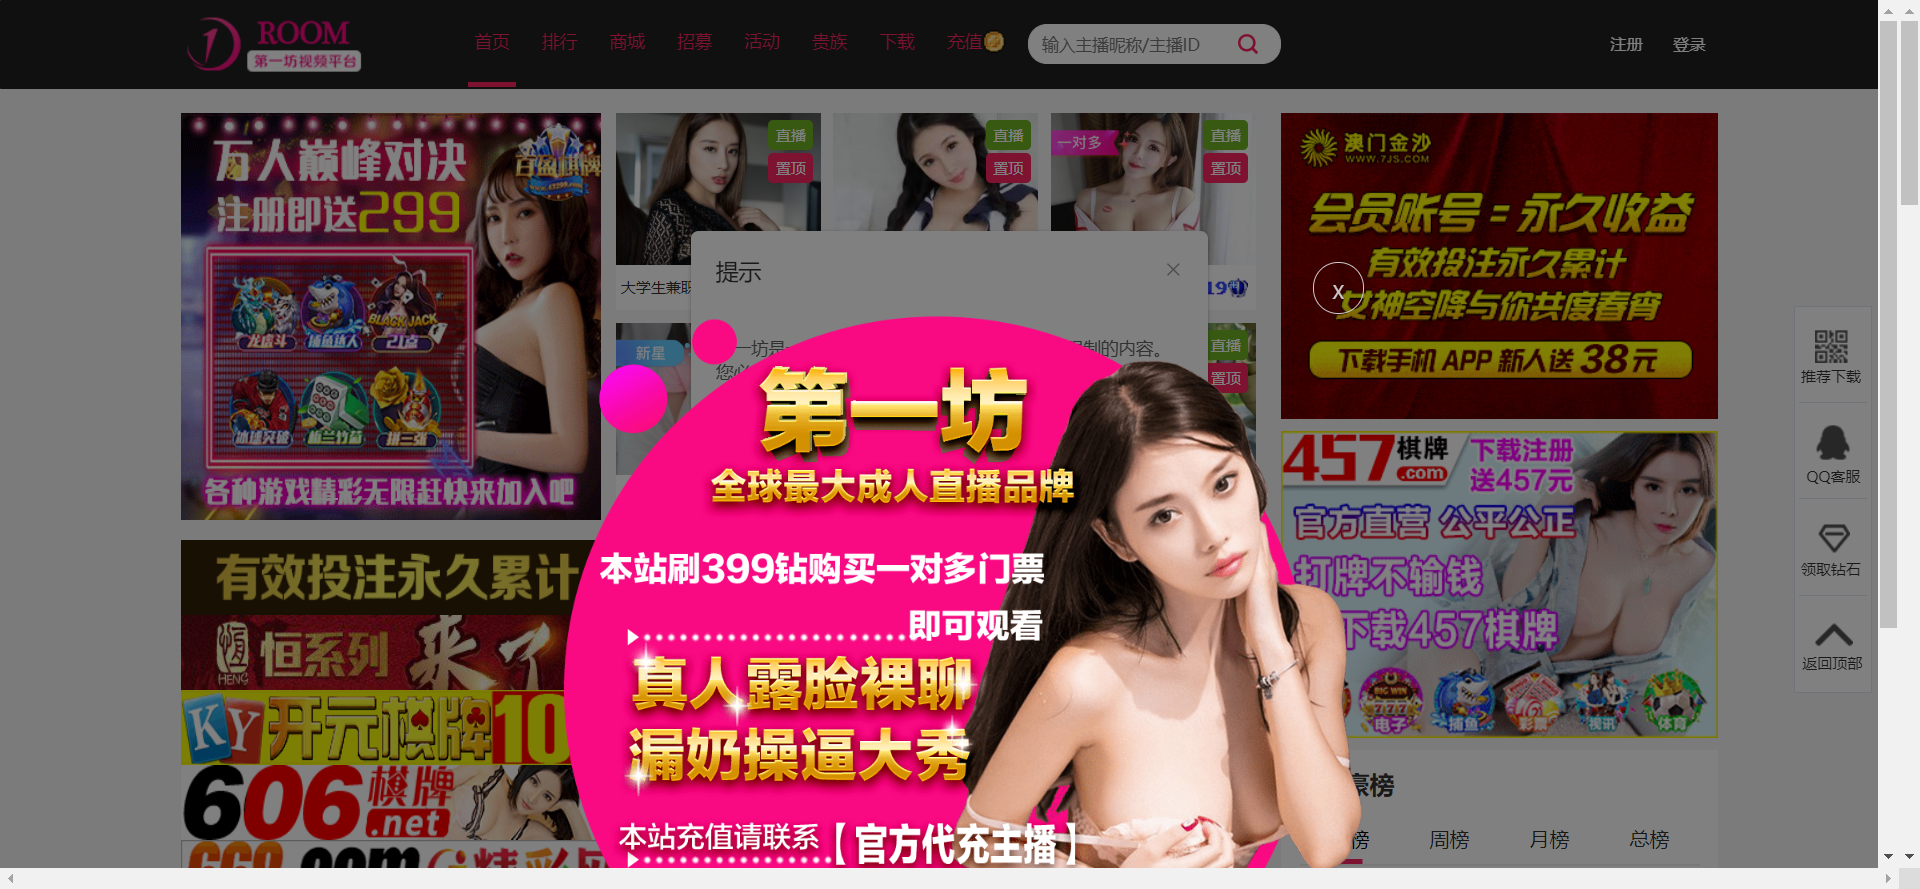 ROOM
第一坊视频平台
首页 排行 商城 招募 活动 贵族 下载 充值
输入主播昵称/主播ID
注册 登录
万人巅峰对决
百盈棋牌
注册即送299
BLACK JACK
龙虎斗 捕鱼达人 21点
冰球突破 板兰竹菊 拼三张
各种游戏精彩无限赶快来加入吧
直播
置顶
直播
置顶
一对多
直播
置顶
大学生兼职
19
新星
直播
置顶
提示
一坊是
限制的内容。
您必
x
第一坊
全球最大成人直播品牌
本站刷399钻购买一对多门票
即可观看
真人露脸裸聊
漏奶操逼大秀
本站充值请联系【官方代充主播】
澳门金沙
WWW.7JS.COM
会员账号=永久收益
有效投注永久累计
女神空降与你共度春宵
下载手机 APP 新人送 38元
457棋牌
.com
下载注册
送457元
官方直营 公平公正
打牌不输钱
下载457棋牌
BIG WIN
777
电子 捕鱼 彩票 视讯 体育
有效投注永久累计
恒
HENG
恒系列 来了
KY 开元棋牌10
606棋牌
.net
豪榜
榜 周榜 月榜 总榜
推荐下载
QQ客服
领取钻石
返回顶部